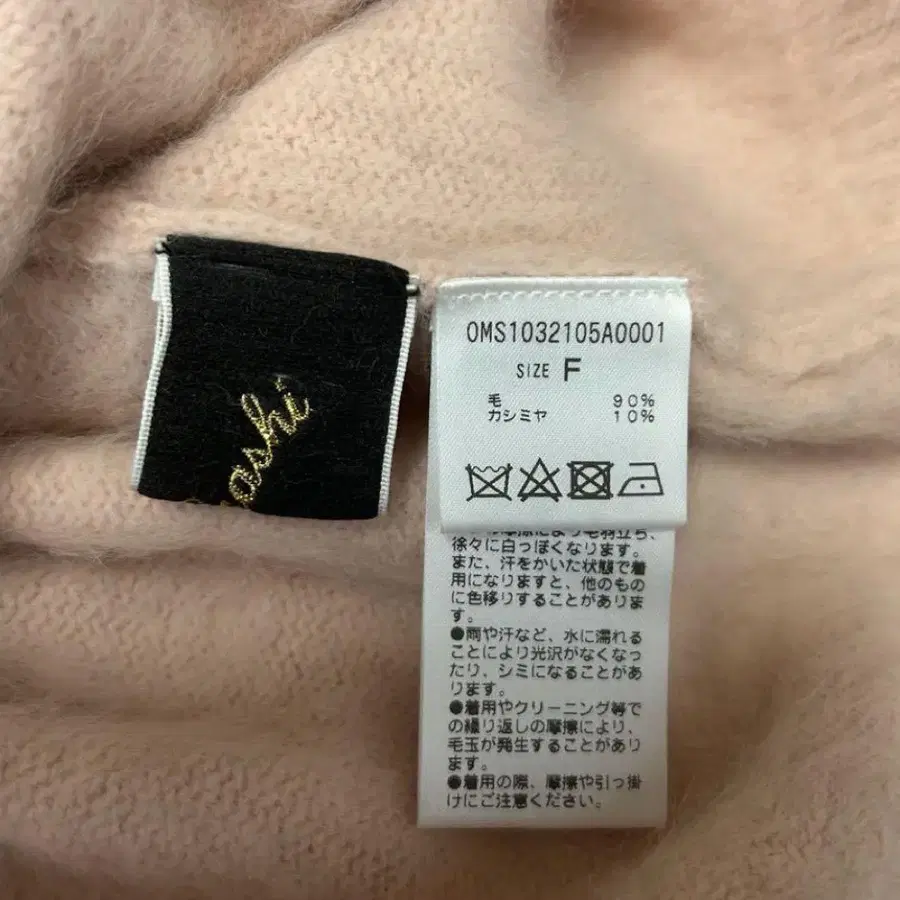 ashi
0MS1032105A0001
SIZE F
毛 90%
カシミヤ 10%
徐々に白っぽくなります。
また、汗をかいた状態で着
用になりますと、他のもの
に色移りすることがありま
す。
●雨や汗など、水に濡れる
ことにより光沢がなくなっ
たり、シミになることがあ
ります。
●着用やクリーニング等で
の繰り返しの摩擦により、
毛玉が発生することがあり
ます。
●着用の際、摩擦や引っ掛
けにご注意ください。